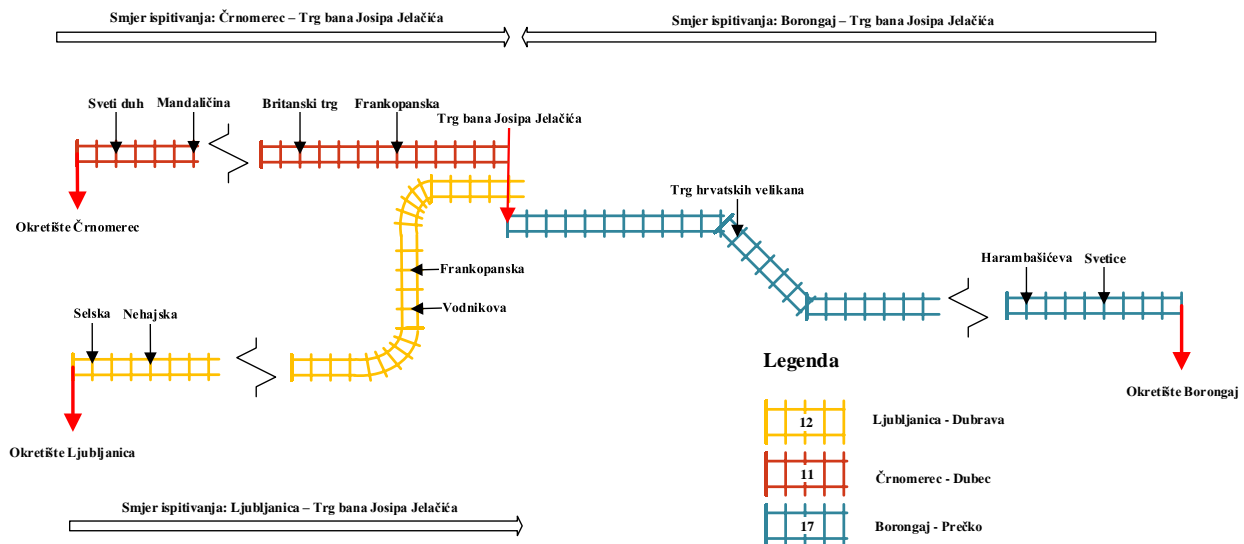 Smjer ispitivanja: Črnomerec – Trg bana Josipa Jelačića
Smjer ispitivanja: Borongaj – Trg bana Josipa Jelačića
Sveti duh
Mandaličina
Britanski trg
Frankopanska
Trg bana Josipa Jelačića
Okretište Črnomerec
Trg hrvatskih velikana
Frankopanska
Vodnikova
Harambašićeva
Svetice
Selska
Nehajska
Okretište Ljubljanica
Okretište Borongaj
Legenda
12
Ljubljanica - Dubrava
11
Črnomerec - Dubec
17
Borongaj - Prečko
Smjer ispitivanja: Ljubljanica – Trg bana Josipa Jelačića